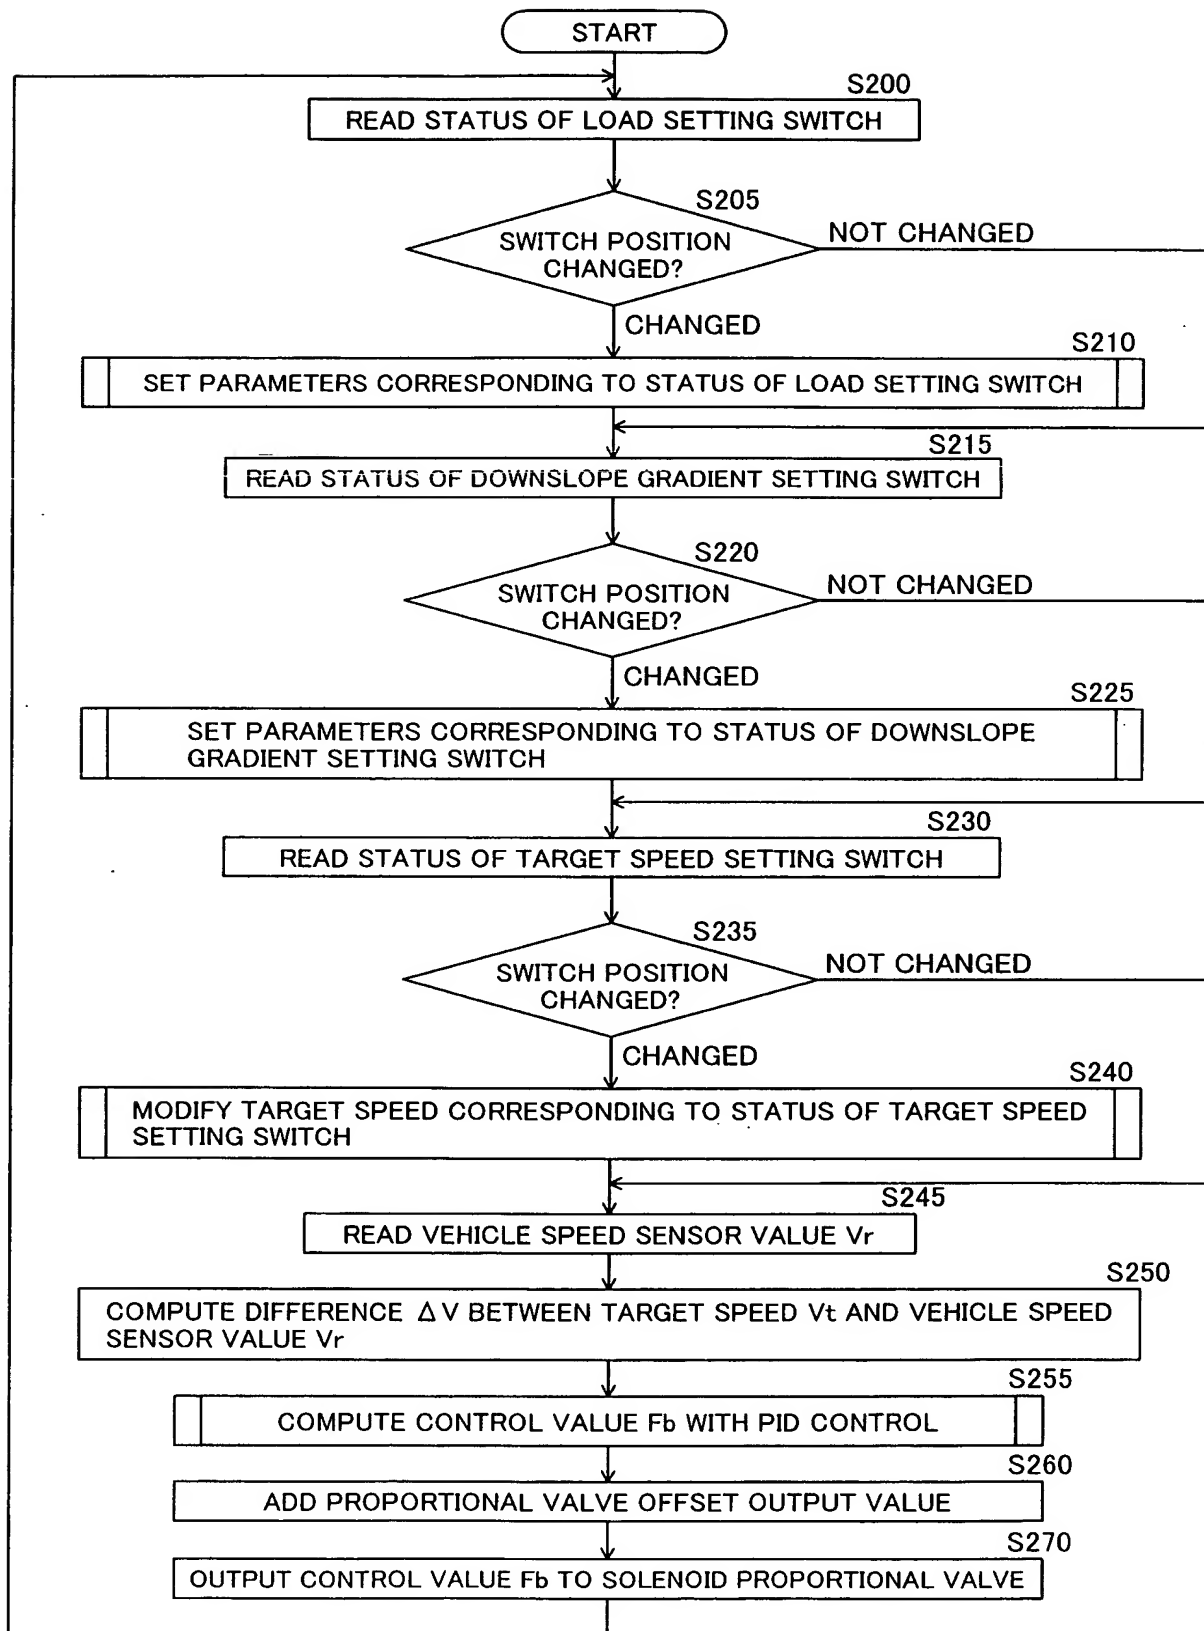 START
S200
READ STATUS OF LOAD SETTING SWITCH
S205
SWITCH POSITION
CHANGED?
NOT CHANGED
CHANGED
S210
SET PARAMETERS CORRESPONDING TO STATUS OF LOAD SETTING SWITCH
S215
READ STATUS OF DOWNSLOPE GRADIENT SETTING SWITCH
S220
SWITCH POSITION
CHANGED?
NOT CHANGED
CHANGED
S225
SET PARAMETERS CORRESPONDING TO STATUS OF DOWNSLOPE
GRADIENT SETTING SWITCH
S230
READ STATUS OF TARGET SPEED SETTING SWITCH
S235
SWITCH POSITION
CHANGED?
NOT CHANGED
CHANGED
S240
MODIFY TARGET SPEED CORRESPONDING TO STATUS OF TARGET SPEED
SETTING SWITCH
S245
READ VEHICLE SPEED SENSOR VALUE Vr
S250
COMPUTE DIFFERENCE ΔV BETWEEN TARGET SPEED Vt AND VEHICLE SPEED
SENSOR VALUE Vr
S255
COMPUTE CONTROL VALUE Fb WITH PID CONTROL
S260
ADD PROPORTIONAL VALVE OFFSET OUTPUT VALUE
S270
OUTPUT CONTROL VALUE Fb TO SOLENOID PROPORTIONAL VALVE